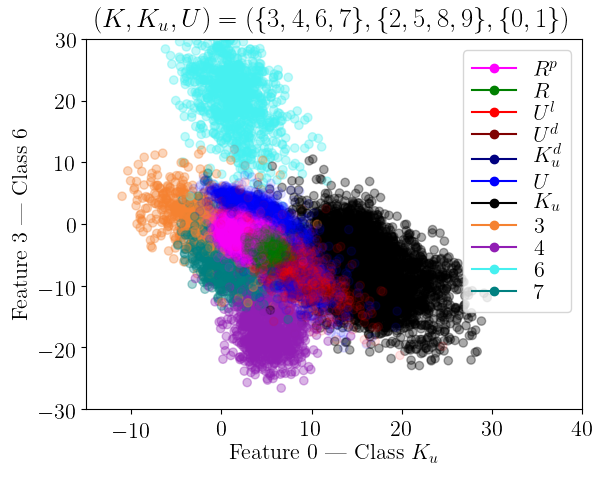 (K, K_u, U) = ({3, 4, 6, 7}, {2, 5, 8, 9}, {0, 1})
R^p
R
U^l
U^d
K_u^d
U
K_u
3
4
6
7
30
20
10
0
−10
−20
−30
Feature 3 — Class 6
−10 0 10 20 30 40
Feature 0 — Class K_u